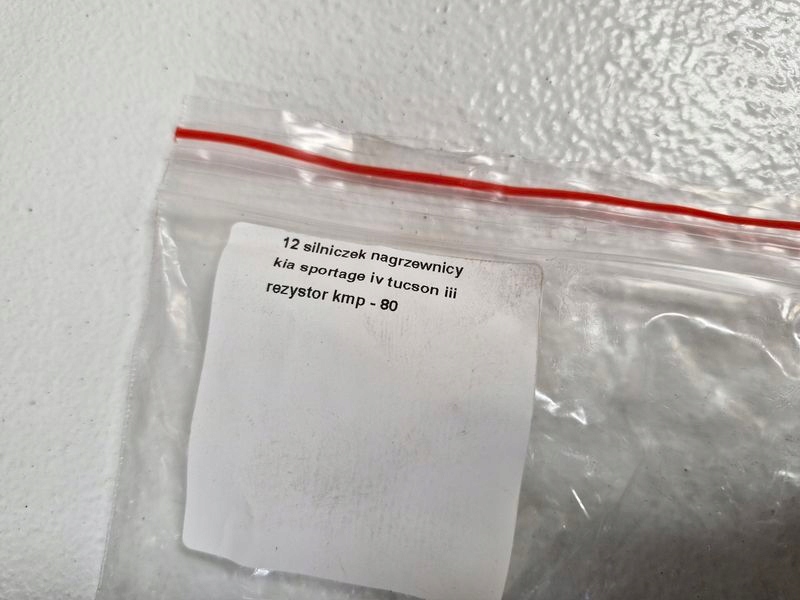 12 silniczek nagrzewnicy
kia sportage iv tucson iii
rezystor kmp - 80